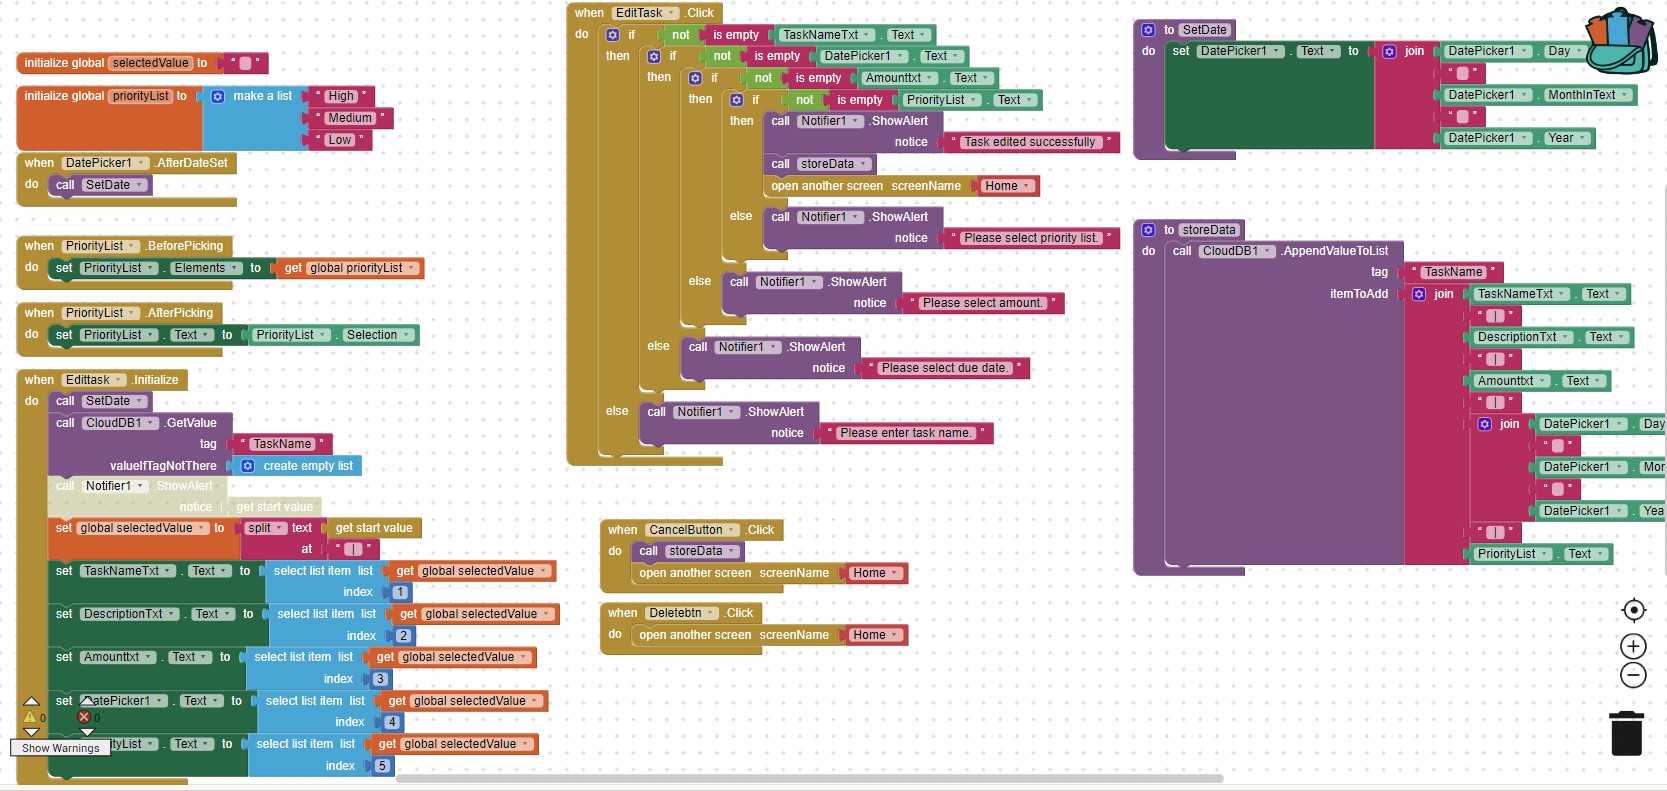 initialize global selectedValue to “ ”
initialize global priorityList to make a list “ High ”
“ Medium ”
“ Low ”
when DatePicker1 .AfterDateSet
do call SetDate
when PriorityList .BeforePicking
do set PriorityList . Elements to get global priorityList
when PriorityList .AfterPicking
do set PriorityList . Text to PriorityList . Selection
when Edittask .Initialize
do call SetDate
call CloudDB1 .GetValue
tag “ TaskName ”
valueIfTagNotThere create empty list
call Notifier1 .ShowAlert
notice get start value
set global selectedValue to split text get start value
at “ | ”
set TaskNameTxt . Text to select list item list get global selectedValue
index 1
set DescriptionTxt . Text to select list item list get global selectedValue
index 2
set Amounttxt . Text to select list item list get global selectedValue
index 3
set DatePicker1 . Text to select list item list get global selectedValue
index 4
ityList . Text to select list item list get global selectedValue
index 5
0 0
Show Warnings
when EditTask .Click
do if not is empty TaskNameTxt . Text
then if not is empty DatePicker1 . Text
then if not is empty Amounttxt . Text
then if not is empty PriorityList . Text
then call Notifier1 .ShowAlert
notice “ Task edited successfully ”
call storeData
open another screen screenName Home
else call Notifier1 .ShowAlert
notice “ Please select priority list. ”
else call Notifier1 .ShowAlert
notice “ Please select amount. ”
else call Notifier1 .ShowAlert
notice “ Please select due date. ”
else call Notifier1 .ShowAlert
notice “ Please enter task name. ”
when CancelButton .Click
do call storeData
open another screen screenName Home
when Deletebtn .Click
do open another screen screenName Home
to SetDate
do set DatePicker1 . Text to join DatePicker1 . Day
“ ”
DatePicker1 . MonthInText
“ ”
DatePicker1 . Year
to storeData
do call CloudDB1 .AppendValueToList
tag “ TaskName ”
itemToAdd join TaskNameTxt . Text
“ | ”
DescriptionTxt . Text
“ | ”
Amounttxt . Text
“ | ”
join DatePicker1 . Day
“ ”
DatePicker1 . Mor
“ ”
DatePicker1 . Yea
“ | ”
PriorityList . Text